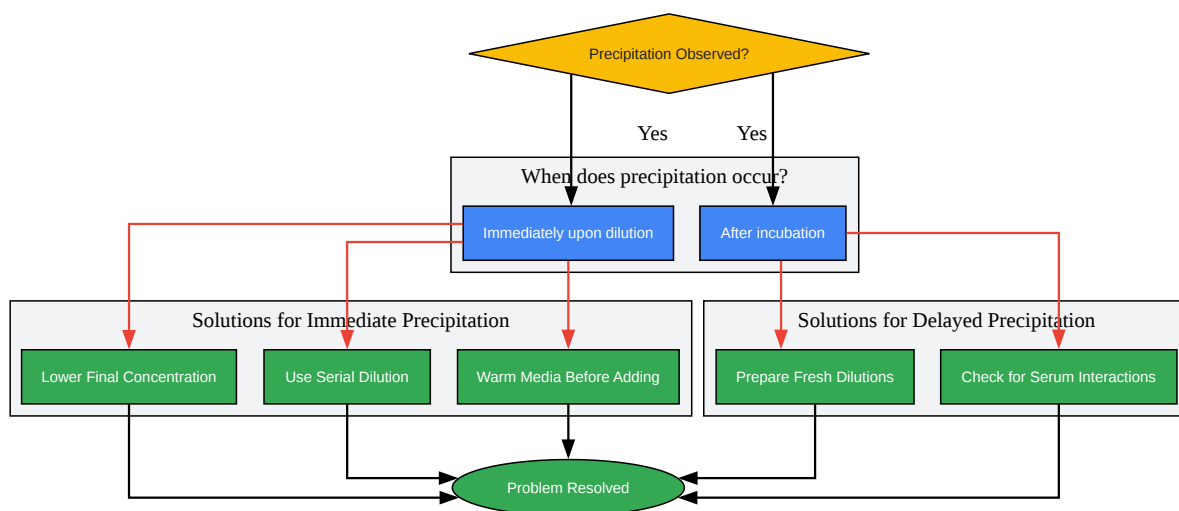 Precipitation Observed?
Yes
Yes
When does precipitation occur?
Immediately upon dilution
After incubation
Solutions for Immediate Precipitation
Solutions for Delayed Precipitation
Lower Final Concentration
Use Serial Dilution
Warm Media Before Adding
Prepare Fresh Dilutions
Check for Serum Interactions
Problem Resolved